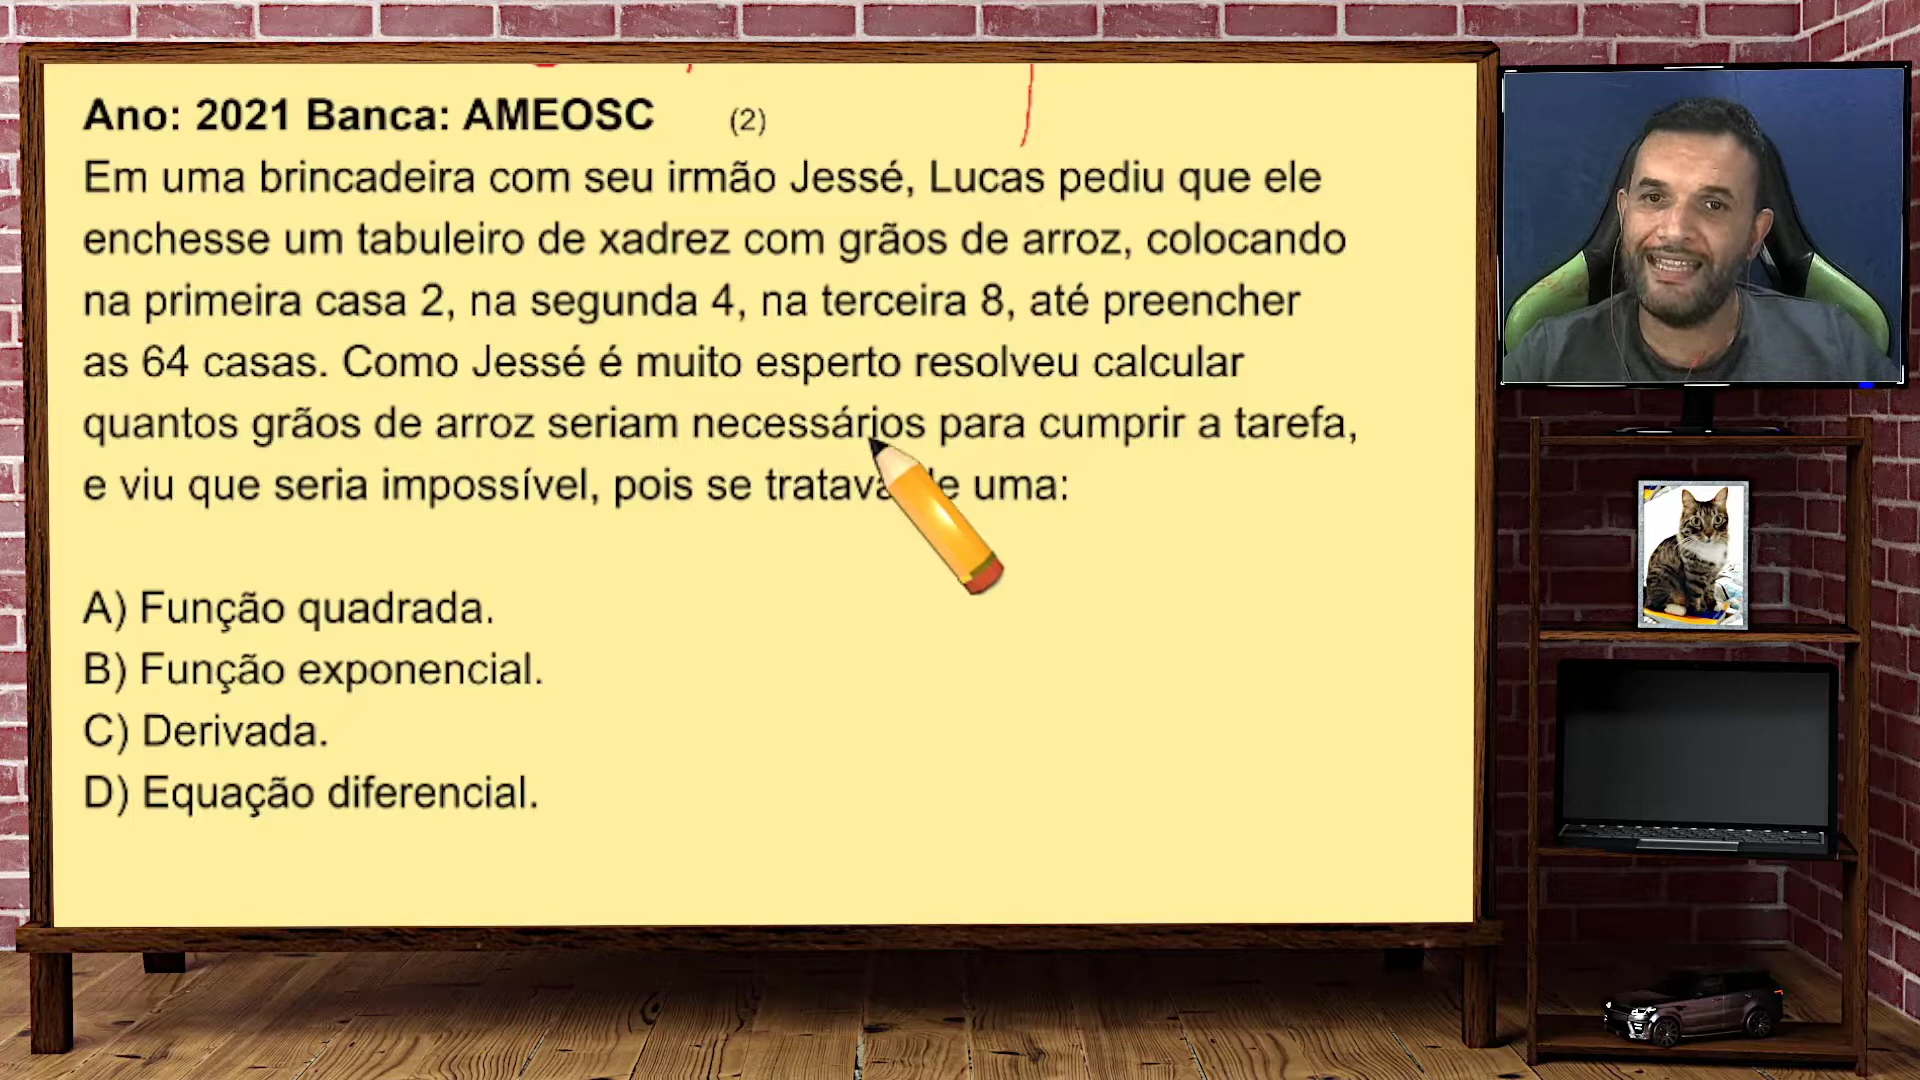 Ano: 2021 Banca: AMEOSC (2)
Em uma brincadeira com seu irmão Jessé, Lucas pediu que ele
enchesse um tabuleiro de xadrez com grãos de arroz, colocando
na primeira casa 2, na segunda 4, na terceira 8, até preencher
as 64 casas. Como Jessé é muito esperto resolveu calcular
quantos grãos de arroz seriam necessários para cumprir a tarefa,
e viu que seria impossível, pois se tratava de uma:
A) Função quadrada.
B) Função exponencial.
C) Derivada.
D) Equação diferencial.